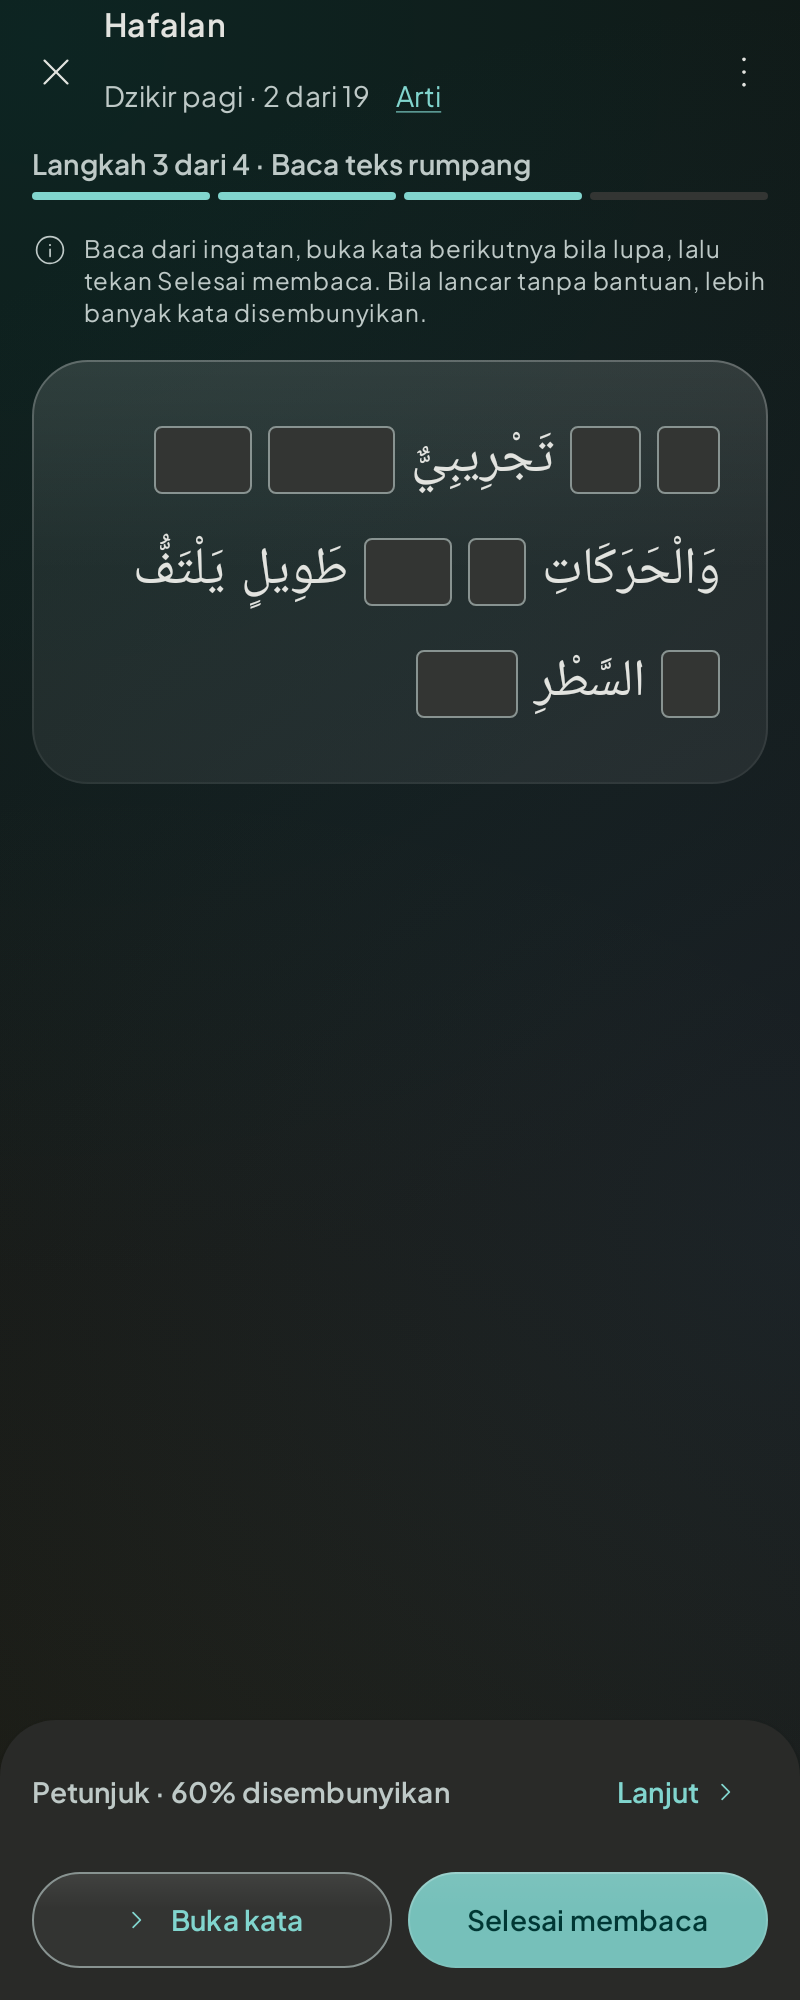 Hafalan
Dzikir pagi · 2 dari 19 Arti
Langkah 3 dari 4 · Baca teks rumpang
Baca dari ingatan, buka kata berikutnya bila lupa, lalu
tekan Selesai membaca. Bila lancar tanpa bantuan, lebih
banyak kata disembunyikan.
تَجْرِيبِيٌّ
وَالْحَرَكَاتِ طَوِيلٍ يَلْتَفُّ
السَّطْرِ
Petunjuk · 60% disembunyikan
Lanjut
Buka kata
Selesai membaca